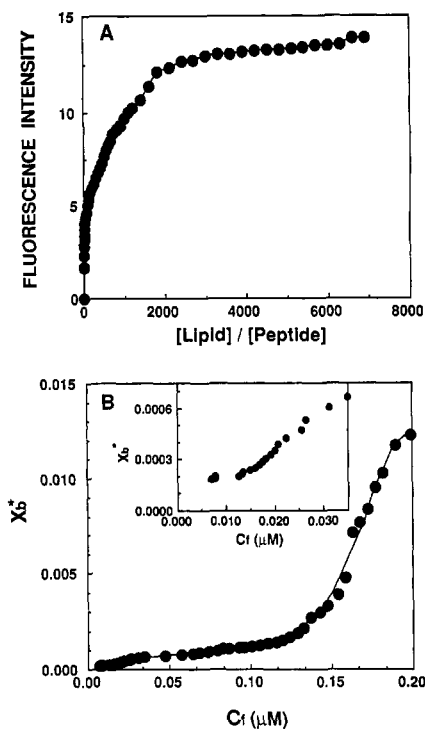 A
FLUORESCENCE INTENSITY
15
10
5
0
0 2000 4000 6000 8000
[Lipid] / [Peptide]
B
Xb*
0.015
0.010
0.005
0.000
0.00 0.05 0.10 0.15 0.20
Cf (μM)
Xb*
0.0006
0.0003
0.0000
0.000 0.010 0.020 0.030
Cf (μM)